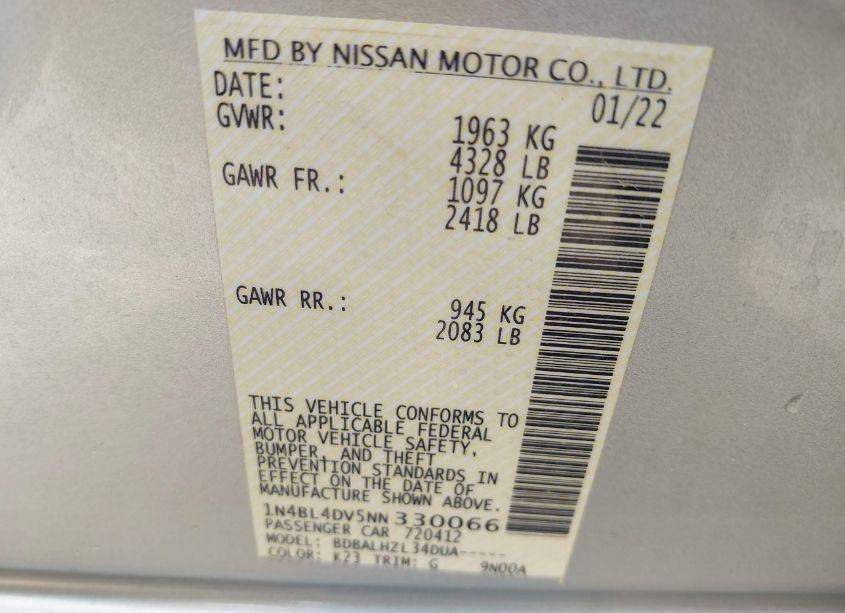 MFD BY NISSAN MOTOR CO., LTD.
DATE: 01/22
GVWR: 1963 KG
4328 LB
GAWR FR.: 1097 KG
2418 LB
GAWR RR.: 945 KG
2083 LB
THIS VEHICLE CONFORMS TO
ALL APPLICABLE FEDERAL
MOTOR VEHICLE SAFETY,
BUMPER, AND THEFT
PREVENTION STANDARDS IN
EFFECT ON THE DATE OF
MANUFACTURE SHOWN ABOVE.
1N4BL4DV5NN330066
PASSENGER CAR 720412
MODEL: BDBALHZL34DUA-----
COLOR: K23 TRIM: G 9N00A